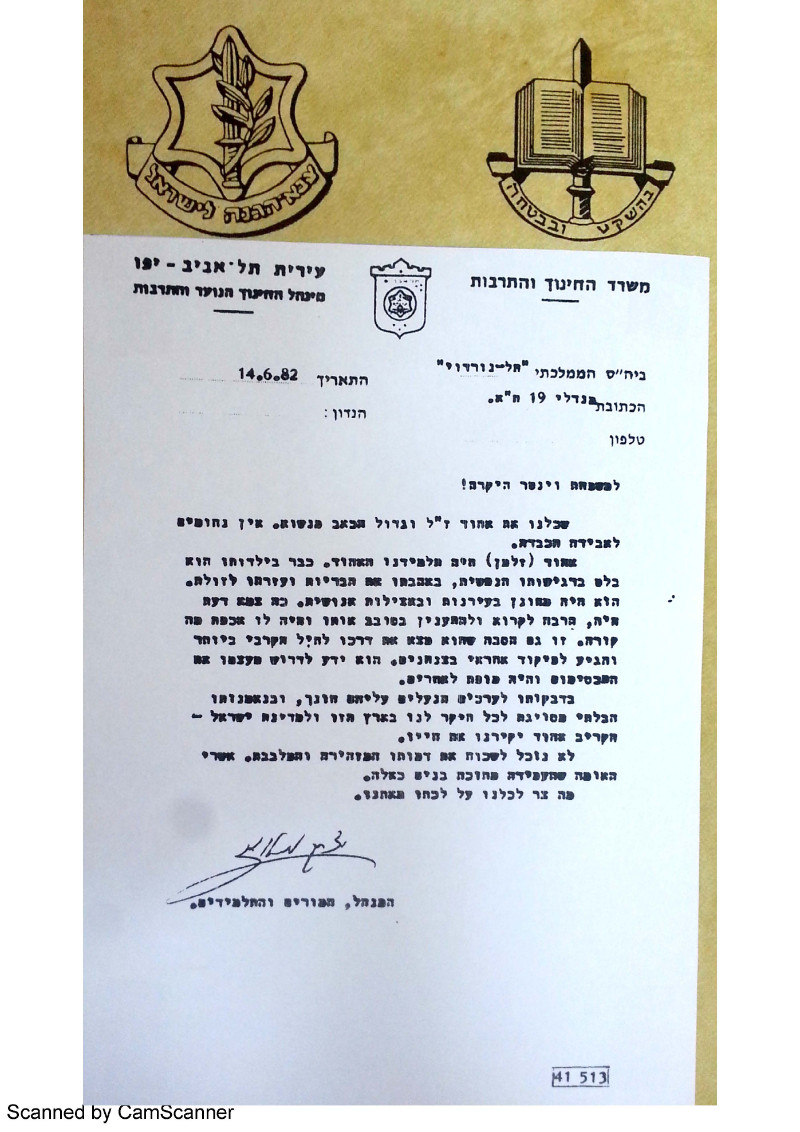 צבא הגנה לישראל
בהשקט ובבטחה
משרד החינוך והתרבות
עירית תל־אביב - יפו
מינהל החינוך הנוער והתרבות
ביה"ס הממלכתי "תל-נורדוי"
התאריך 14.6.82
הכתובת מנדלי 19 ת"א.
הנדון:
טלפון
למשפחת וינטר היקרה!
שכלנו את אהוד ז"ל וגדול הכאב מנשוא. אין נחומים
לאבידה הכבדה.
אהוד (זלמן) היה תלמידנו האהוד. כבר בילדותו הוא
בלט ברגישותו הנפשית, באהבתו את הבריות ועזרתו לזולת.
הוא היה מחונן בעירנות ובאצילות אנושית. כה צמא דעת
היה, הרבה לקרוא ולהתענין בסובב אותו והיה לו אכפת מה
קורה. זו גם הסבה שהוא מצא את דרכו לחיל הקרבי ביותר
והגיע לפיקוד אחראי בצנחנים. הוא ידע לדרוש מעצמו את
המכסימום והיה מופת לאחרים.
בדבקותו לערכים הנעלים עליהם חונך, ובנאמנותו
הבלתי מסויגת לכל היקר לנו בארץ הזו ולמדינת ישראל -
הקריב אהוד יקירנו את חייו.
לא נוכל לשכוח את דמותו המזהירה והמלבבת. אשרי
האומה שהעמידה מתוכה בנים כאלה.
מה צר לכלנו על לכתו מאתנו.
המנהל, המורים והתלמידים.
41 513
Scanned by CamScanner